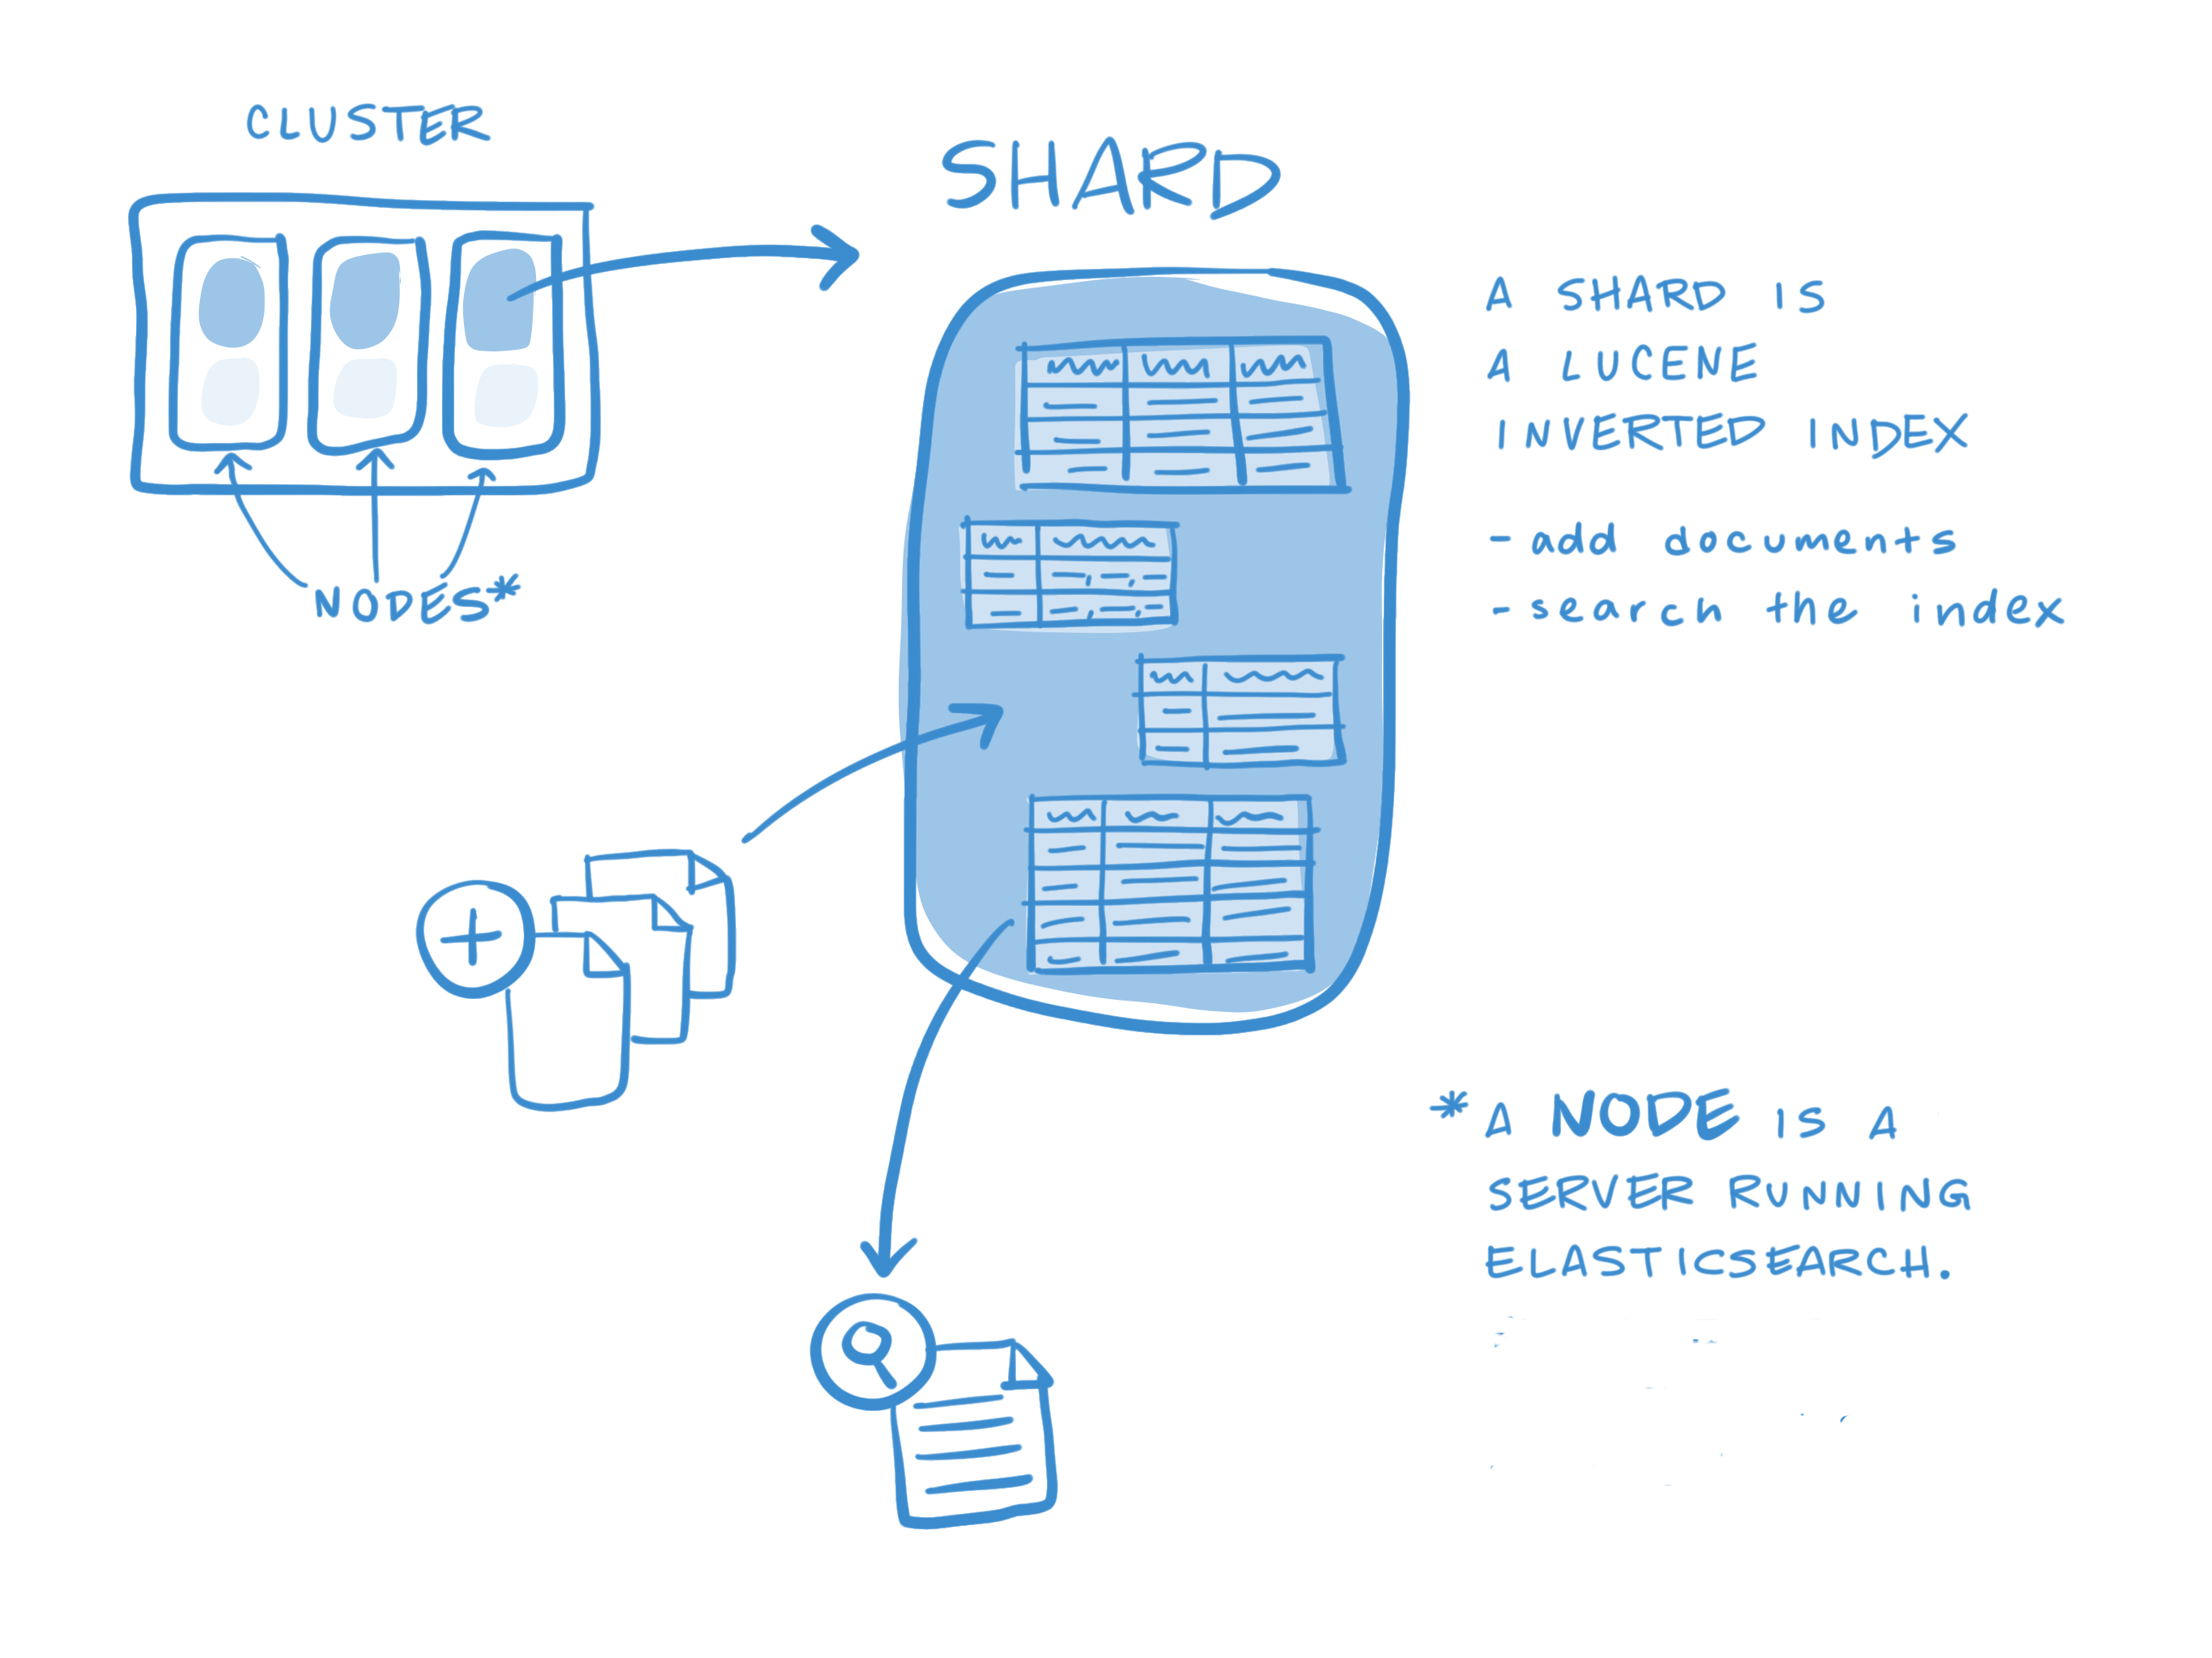 CLUSTER
NODES*
SHARD
A SHARD IS
A LUCENE
INVERTED INDEX
- add documents
- search the index
* A NODE IS A
SERVER RUNNING
ELASTICSEARCH.